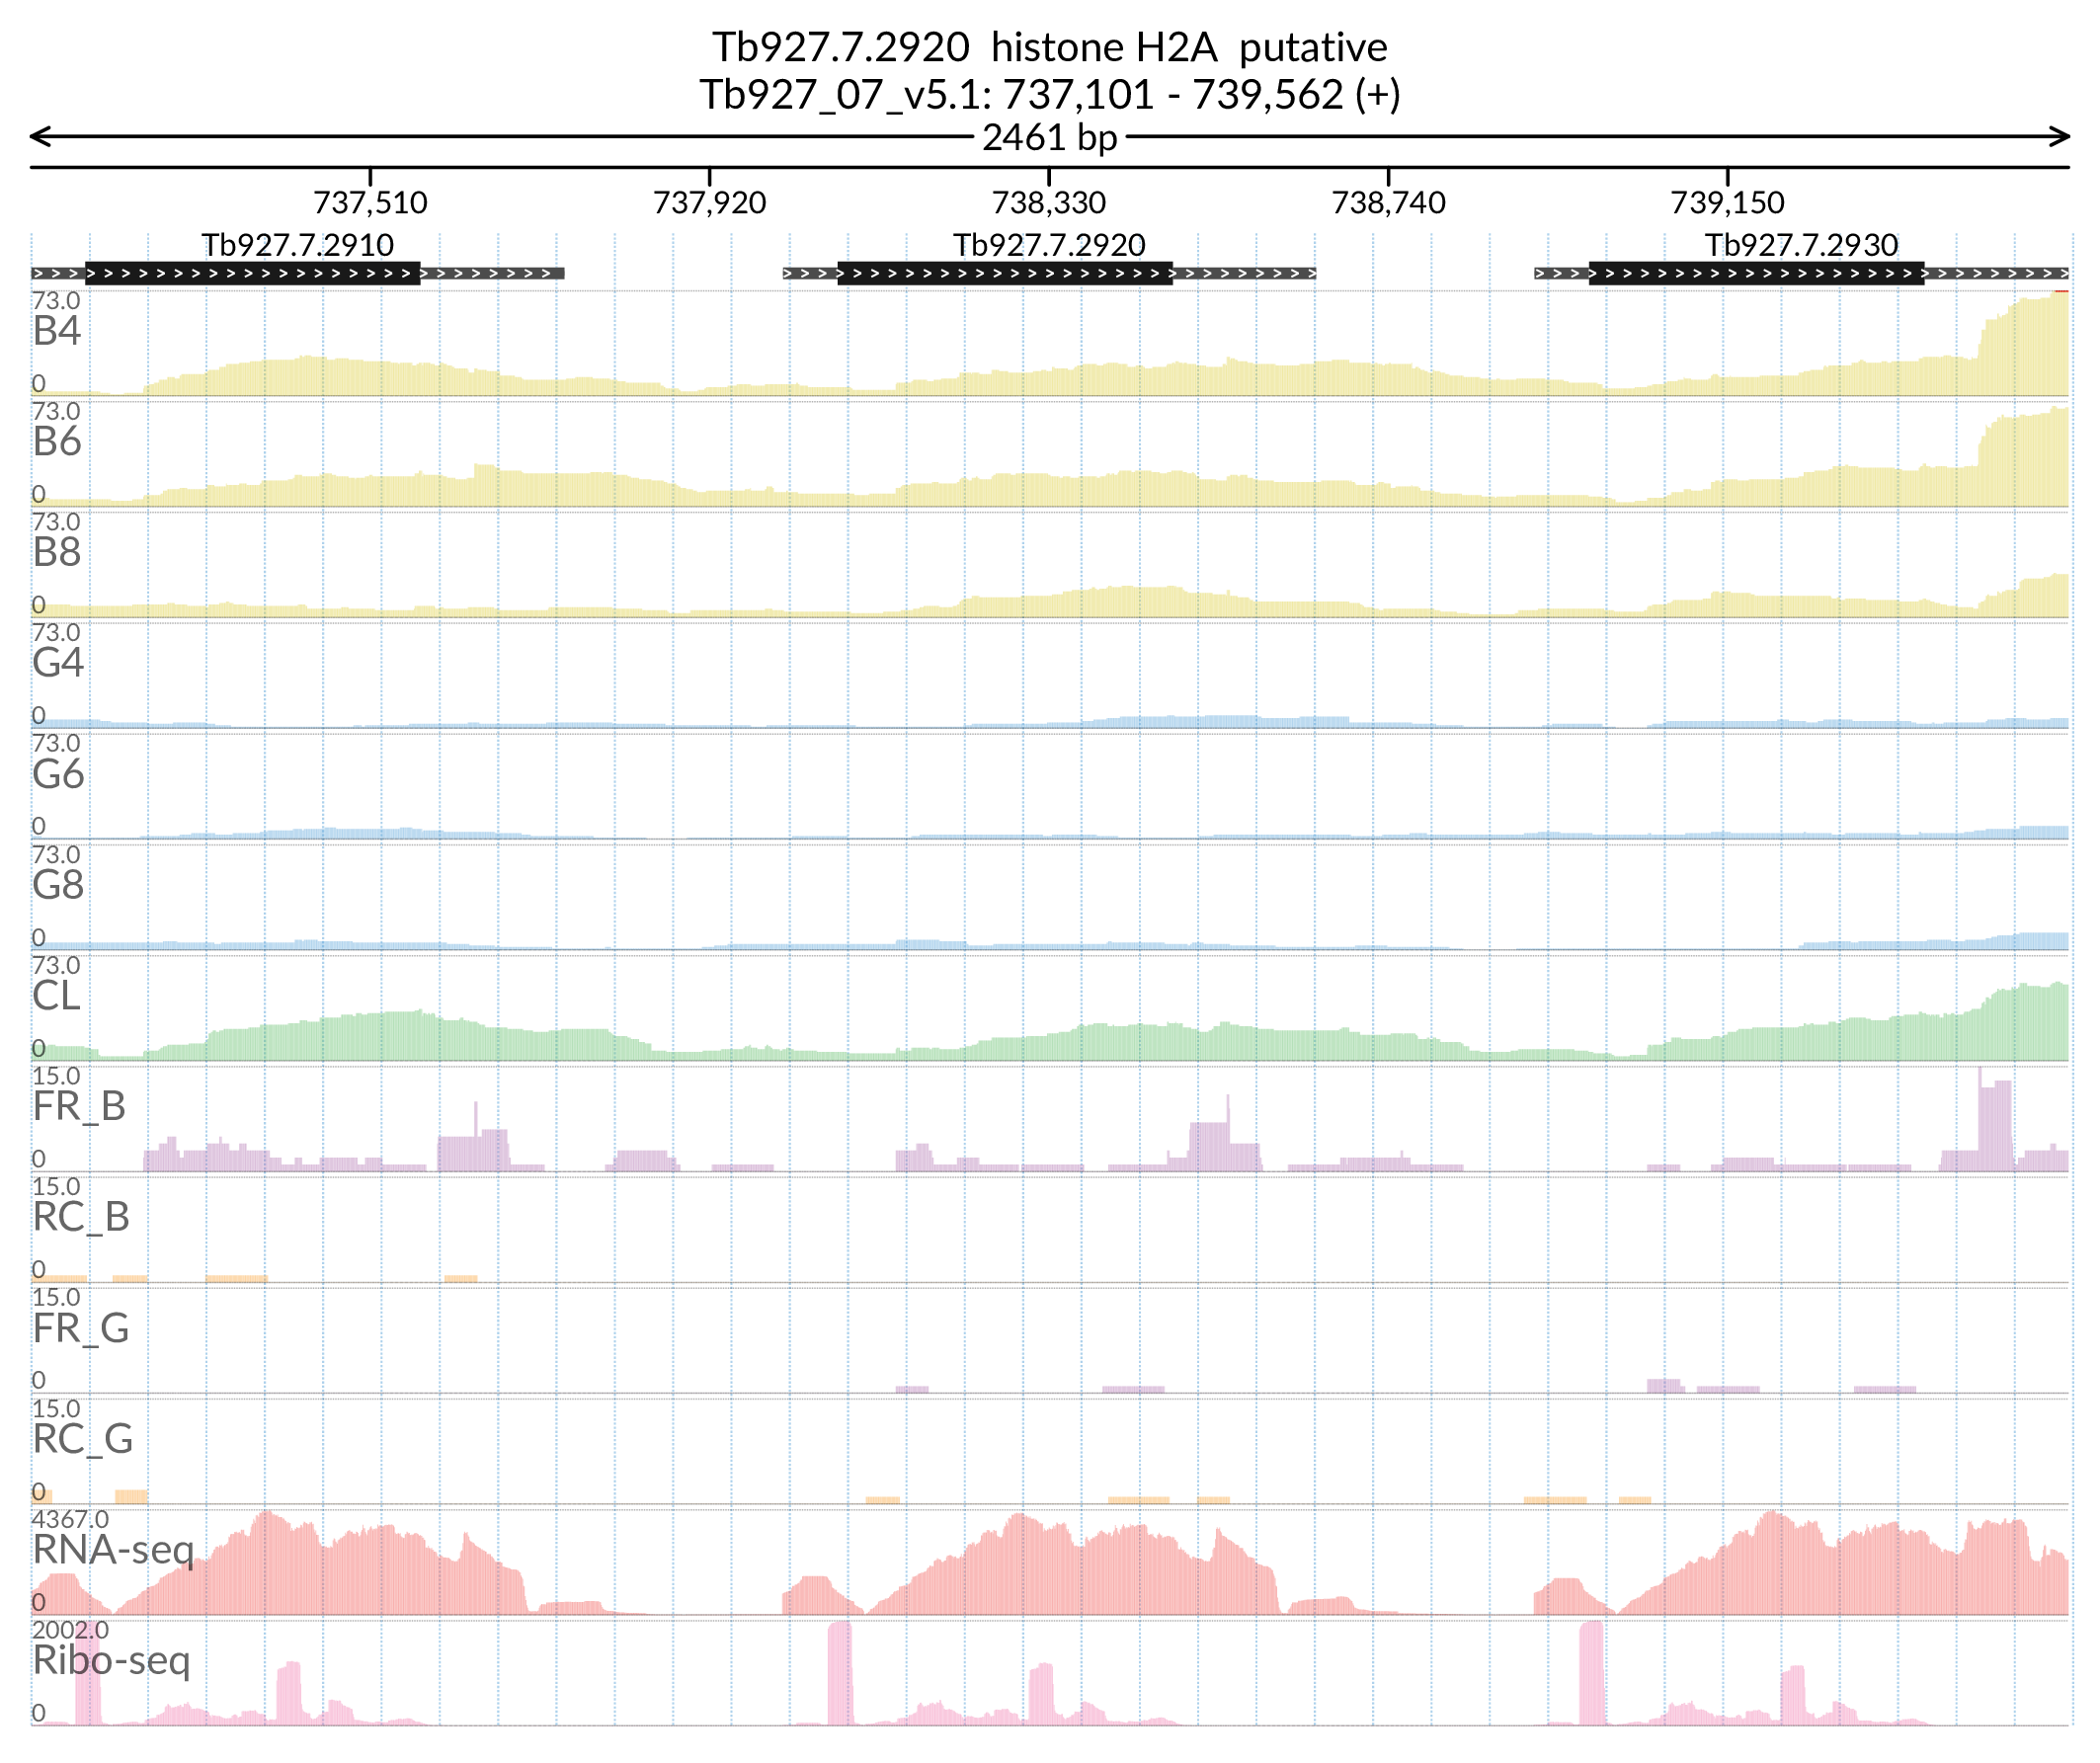 Tb927.7.2920  histone H2A  putative
Tb927_07_v5.1: 737,101 - 739,562 (+)
2461 bp
737,510 737,920 738,330 738,740 739,150
Tb927.7.2910 Tb927.7.2920 Tb927.7.2930
73.0
B4
0
73.0
B6
0
73.0
B8
0
73.0
G4
0
73.0
G6
0
73.0
G8
0
73.0
CL
0
15.0
FR_B
0
15.0
RC_B
0
15.0
FR_G
0
15.0
RC_G
0
4367.0
RNA-seq
0
2002.0
Ribo-seq
0